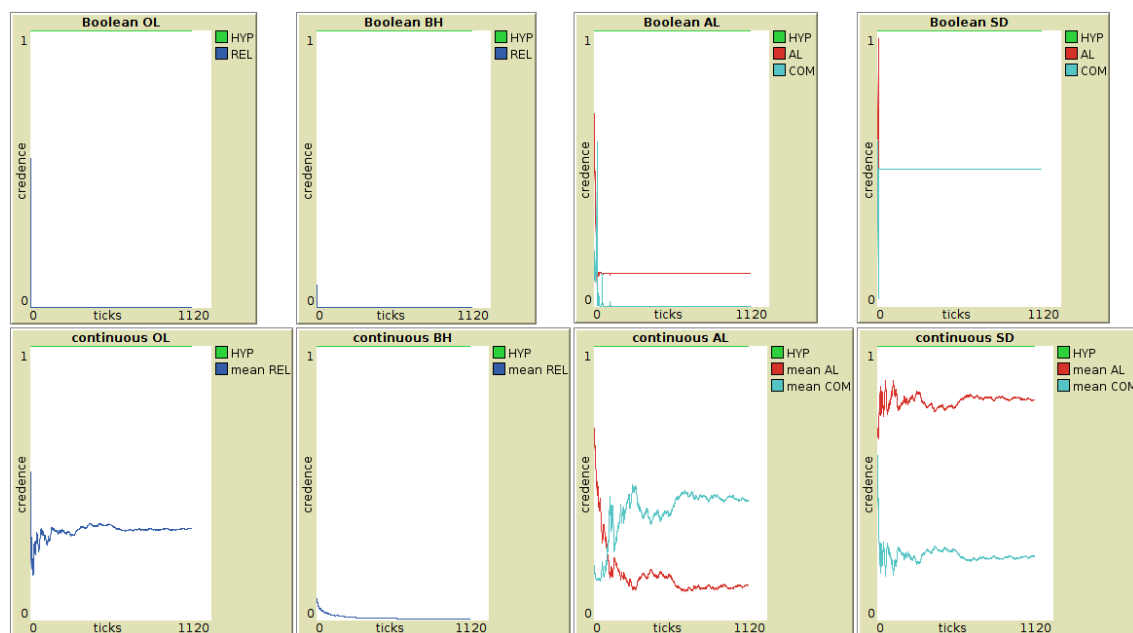 Boolean OL
1
HYP
REL
credence
0
0
ticks
1120
Boolean BH
1
HYP
REL
credence
0
0
ticks
1120
Boolean AL
1
HYP
AL
COM
credence
0
0
ticks
1120
Boolean SD
1
HYP
AL
COM
credence
0
0
ticks
1120
continuous OL
1
HYP
mean REL
credence
0
0
ticks
1120
continuous BH
1
HYP
mean REL
credence
0
0
ticks
1120
continuous AL
1
HYP
mean AL
mean COM
credence
0
0
ticks
1120
continuous SD
1
HYP
mean AL
mean COM
credence
0
0
ticks
1120